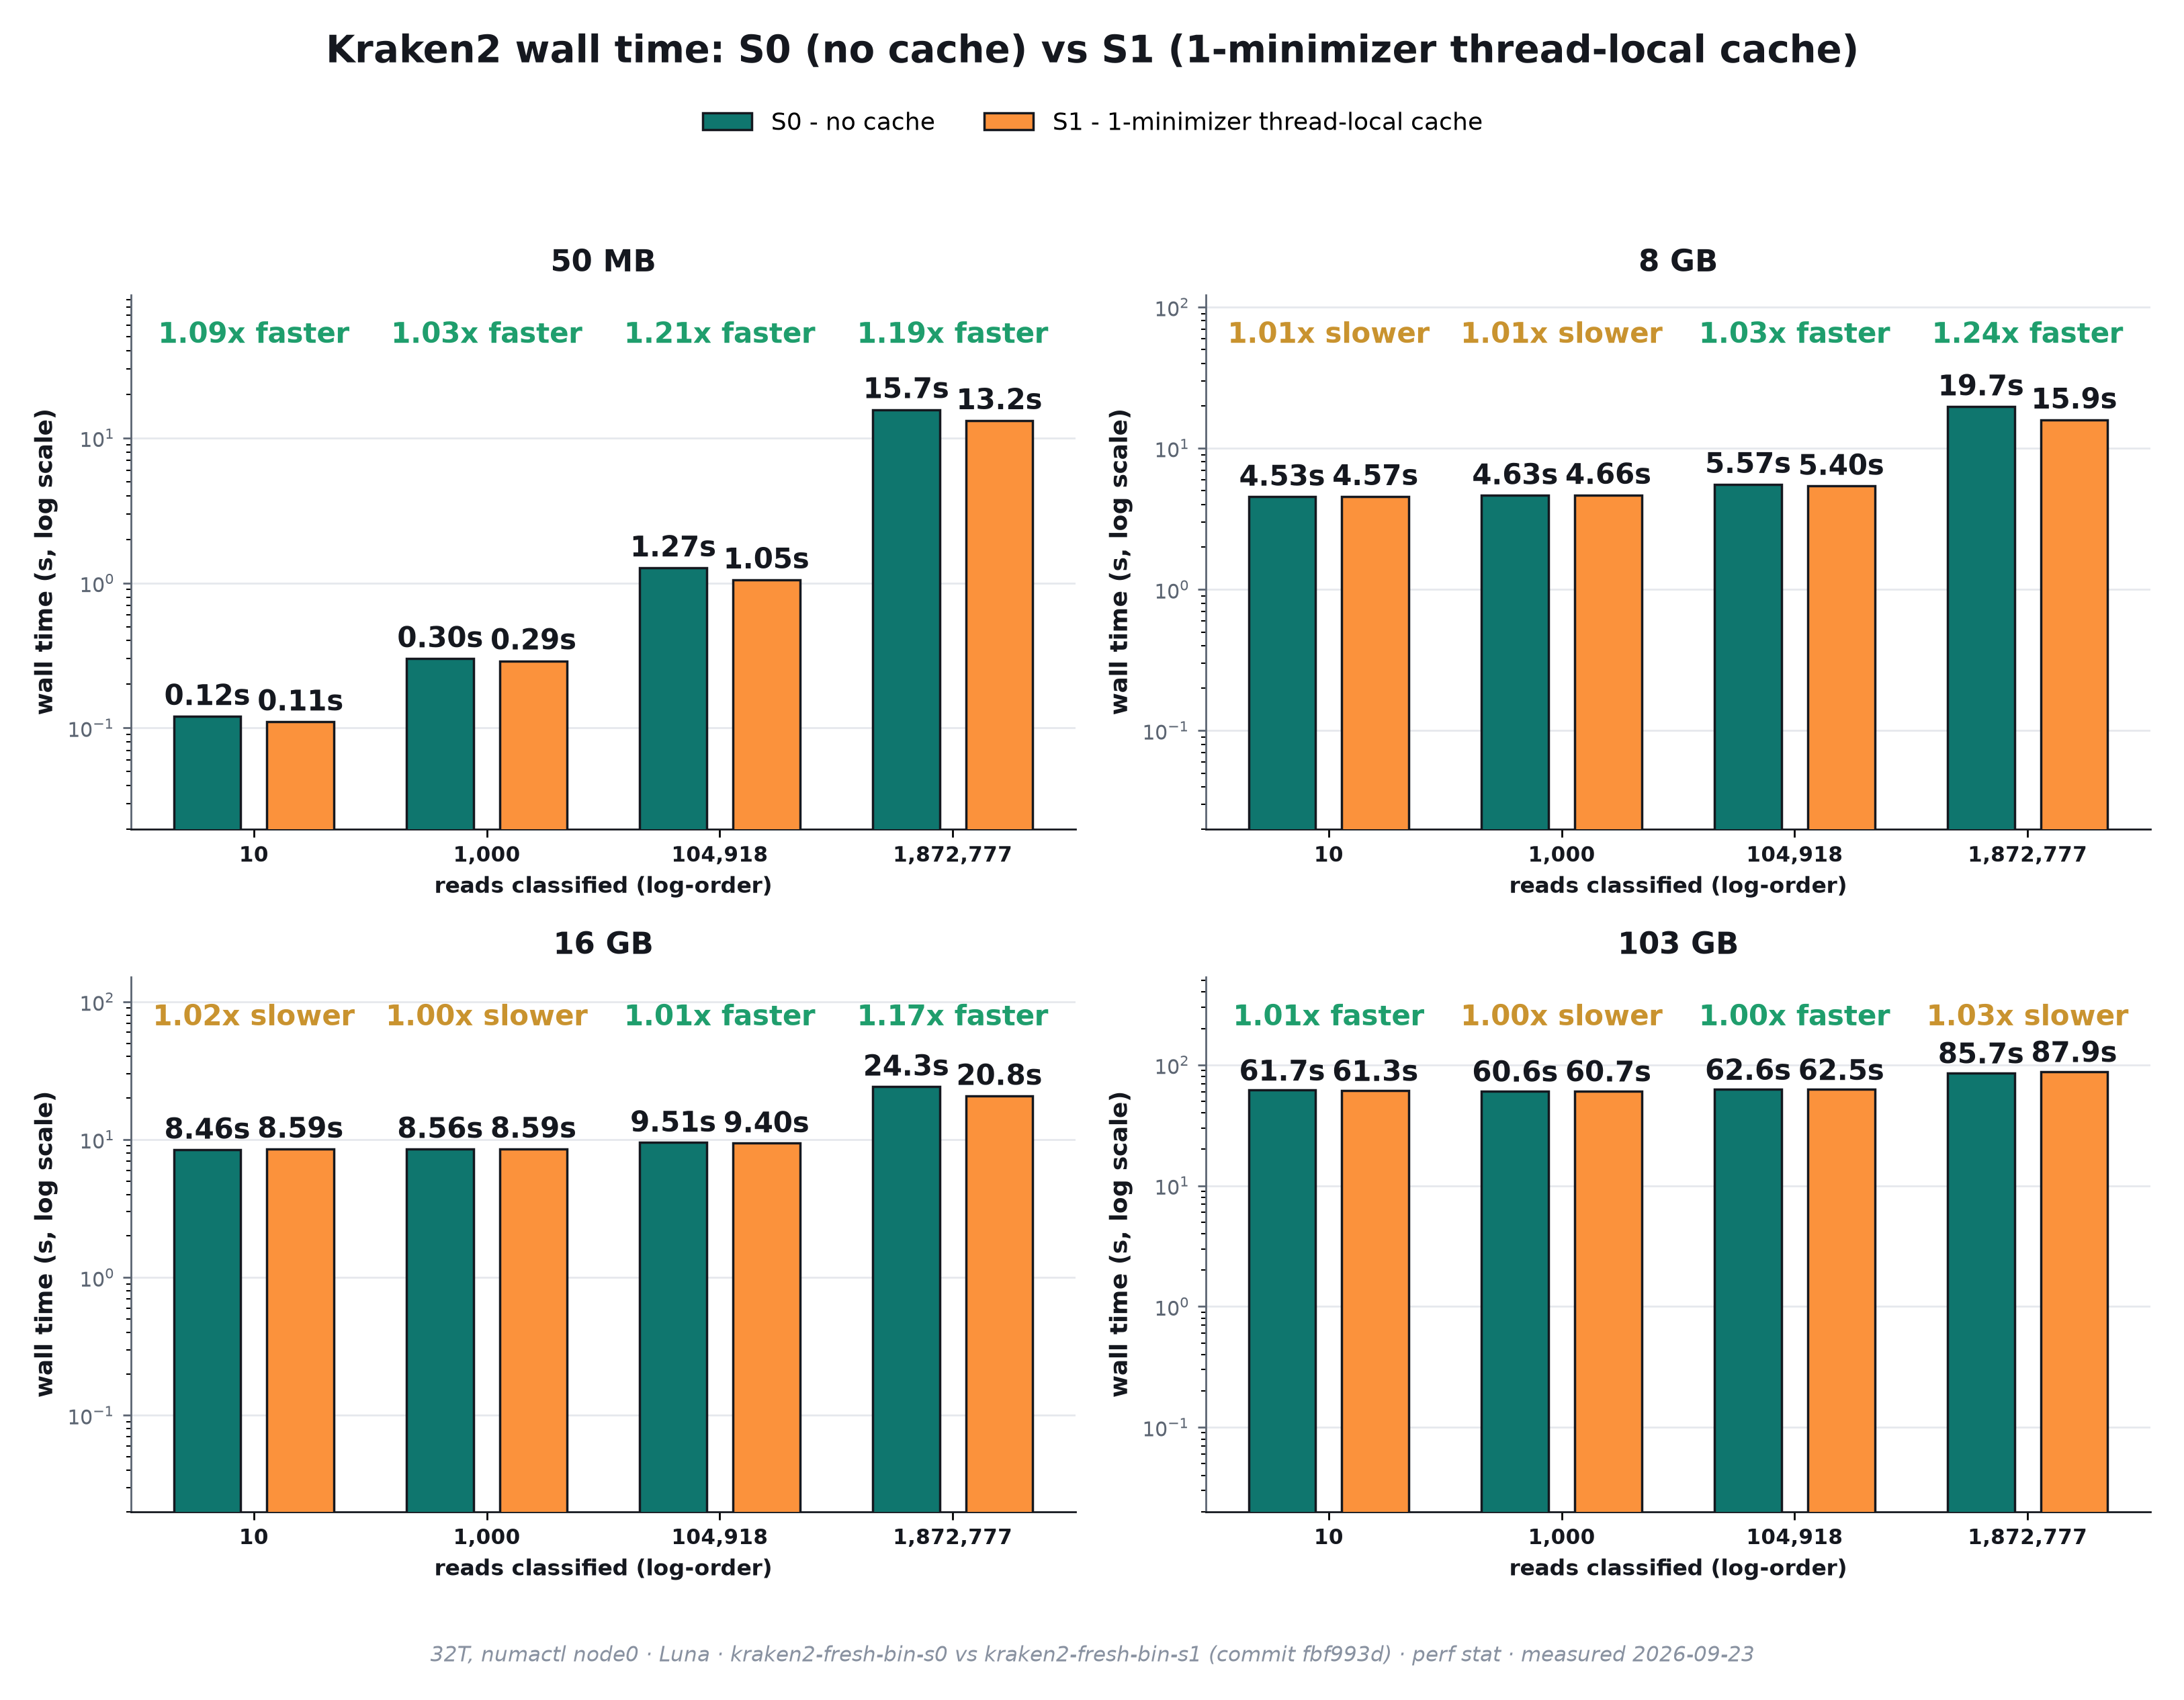 Kraken2 wall time: S0 (no cache) vs S1 (1-minimizer thread-local cache)
S0 - no cache
S1 - 1-minimizer thread-local cache
50 MB
1.09x faster
1.03x faster
1.21x faster
1.19x faster
15.7s
13.2s
1.27s
1.05s
0.30s
0.29s
0.12s
0.11s
10¹
10⁰
10⁻¹
wall time (s, log scale)
10
1,000
104,918
1,872,777
reads classified (log-order)
8 GB
1.01x slower
1.01x slower
1.03x faster
1.24x faster
4.53s
4.57s
4.63s
4.66s
5.57s
5.40s
19.7s
15.9s
10²
10¹
10⁰
10⁻¹
wall time (s, log scale)
10
1,000
104,918
1,872,777
reads classified (log-order)
16 GB
1.02x slower
1.00x slower
1.01x faster
1.17x faster
8.46s
8.59s
8.56s
8.59s
9.51s
9.40s
24.3s
20.8s
10²
10¹
10⁰
10⁻¹
wall time (s, log scale)
10
1,000
104,918
1,872,777
reads classified (log-order)
103 GB
1.01x faster
1.00x slower
1.00x faster
1.03x slower
61.7s
61.3s
60.6s
60.7s
62.6s
62.5s
85.7s
87.9s
10²
10¹
10⁰
10⁻¹
wall time (s, log scale)
10
1,000
104,918
1,872,777
reads classified (log-order)
32T, numactl node0 · Luna · kraken2-fresh-bin-s0 vs kraken2-fresh-bin-s1 (commit fbf993d) · perf stat · measured 2026-09-23